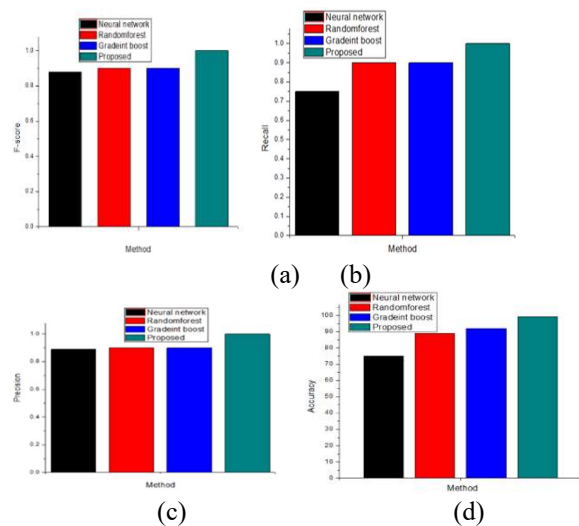 Neural network
Randomforest
Gradeint boost
Proposed
1.0
0.8
0.6
0.4
0.2
0.0
F-score
Method
Neural network
Randomforest
Gradeint boost
Proposed
1.0
0.9
0.8
0.7
0.6
0.5
0.4
0.3
0.2
0.1
0.0
Recall
Method
(a) (b)
Neural network
Randomforest
Gradeint boost
Proposed
1.0
0.8
0.6
0.4
0.2
0.0
Precision
Method
Neural network
Randomforest
Gradeint boost
Proposed
100
90
80
70
60
50
40
30
20
10
0
Accuracy
Method
(c) (d)